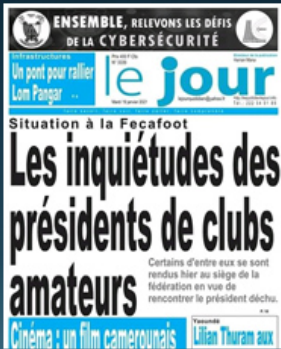 ENSEMBLE, RELEVONS LES DÉFIS
DE LA CYBERSÉCURITÉ
Infrastructures
Un pont pour rallier
Lom Pangar
le jour
Situation à la Fecafoot
Les inquiétudes des
présidents de clubs
amateurs
Certains d'entre eux se sont
rendus hier au siège de la
fédération en vue de
rencontrer le président déchu.
Cinéma : un film camerounais
Yaoundé
Lilian Thuram aux